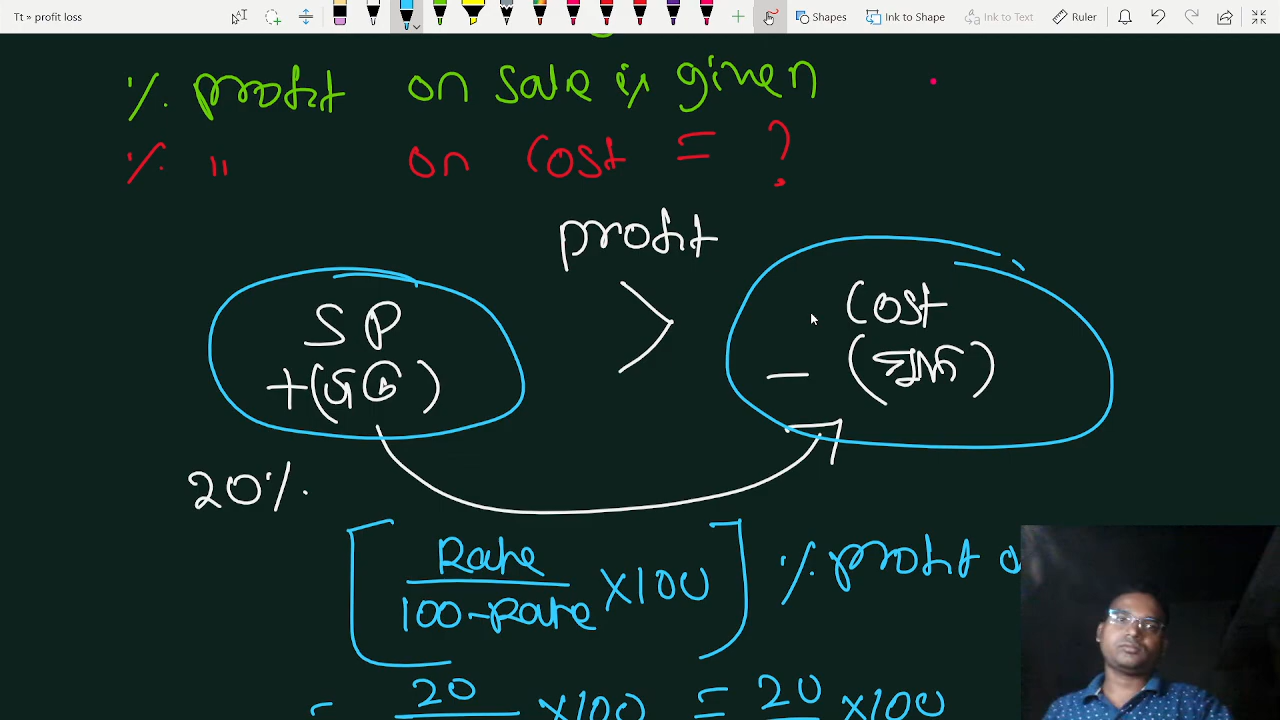 Tt » profit loss
Shapes Ink to Shape Ink to Text Ruler
% profit on sale is given
% " on Cost = ?
profit
SP > Cost
+( ) - ( )
20%
[Rate / 100-Rate ×100] % profit o
= 20 ×100 = 20 ×100